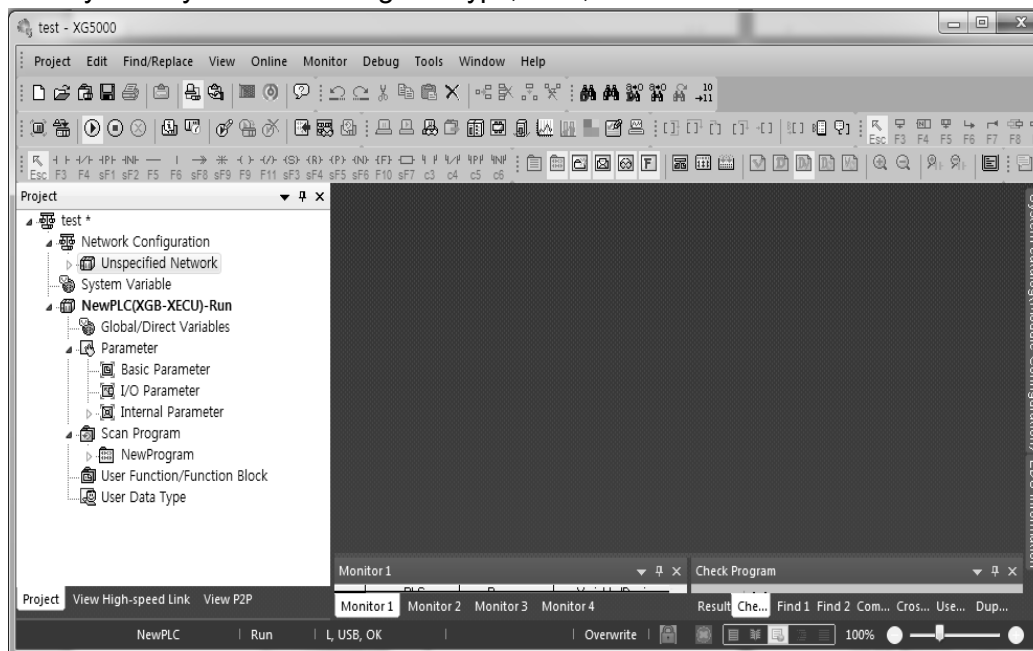 test - XG5000
Project Edit Find/Replace View Online Monitor Debug Tools Window Help
Esc F3 F4 F5 F6 F7 F8
Esc F3 F4 sF1 sF2 F5 F6 sF8 sF9 F9 F11 sF3 sF4 sF5 sF6 F10 sF7 c3 c4 c5 c6
Project
test *
Network Configuration
Unspecified Network
System Variable
NewPLC(XGB-XECU)-Run
Global/Direct Variables
Parameter
Basic Parameter
I/O Parameter
Internal Parameter
Scan Program
NewProgram
User Function/Function Block
User Data Type
Project View High-speed Link View P2P
Monitor 1
Monitor 1 Monitor 2 Monitor 3 Monitor 4
Check Program
Result Che... Find 1 Find 2 Com... Cros... Use... Dup...
NewPLC Run L, USB, OK Overwrite 100%